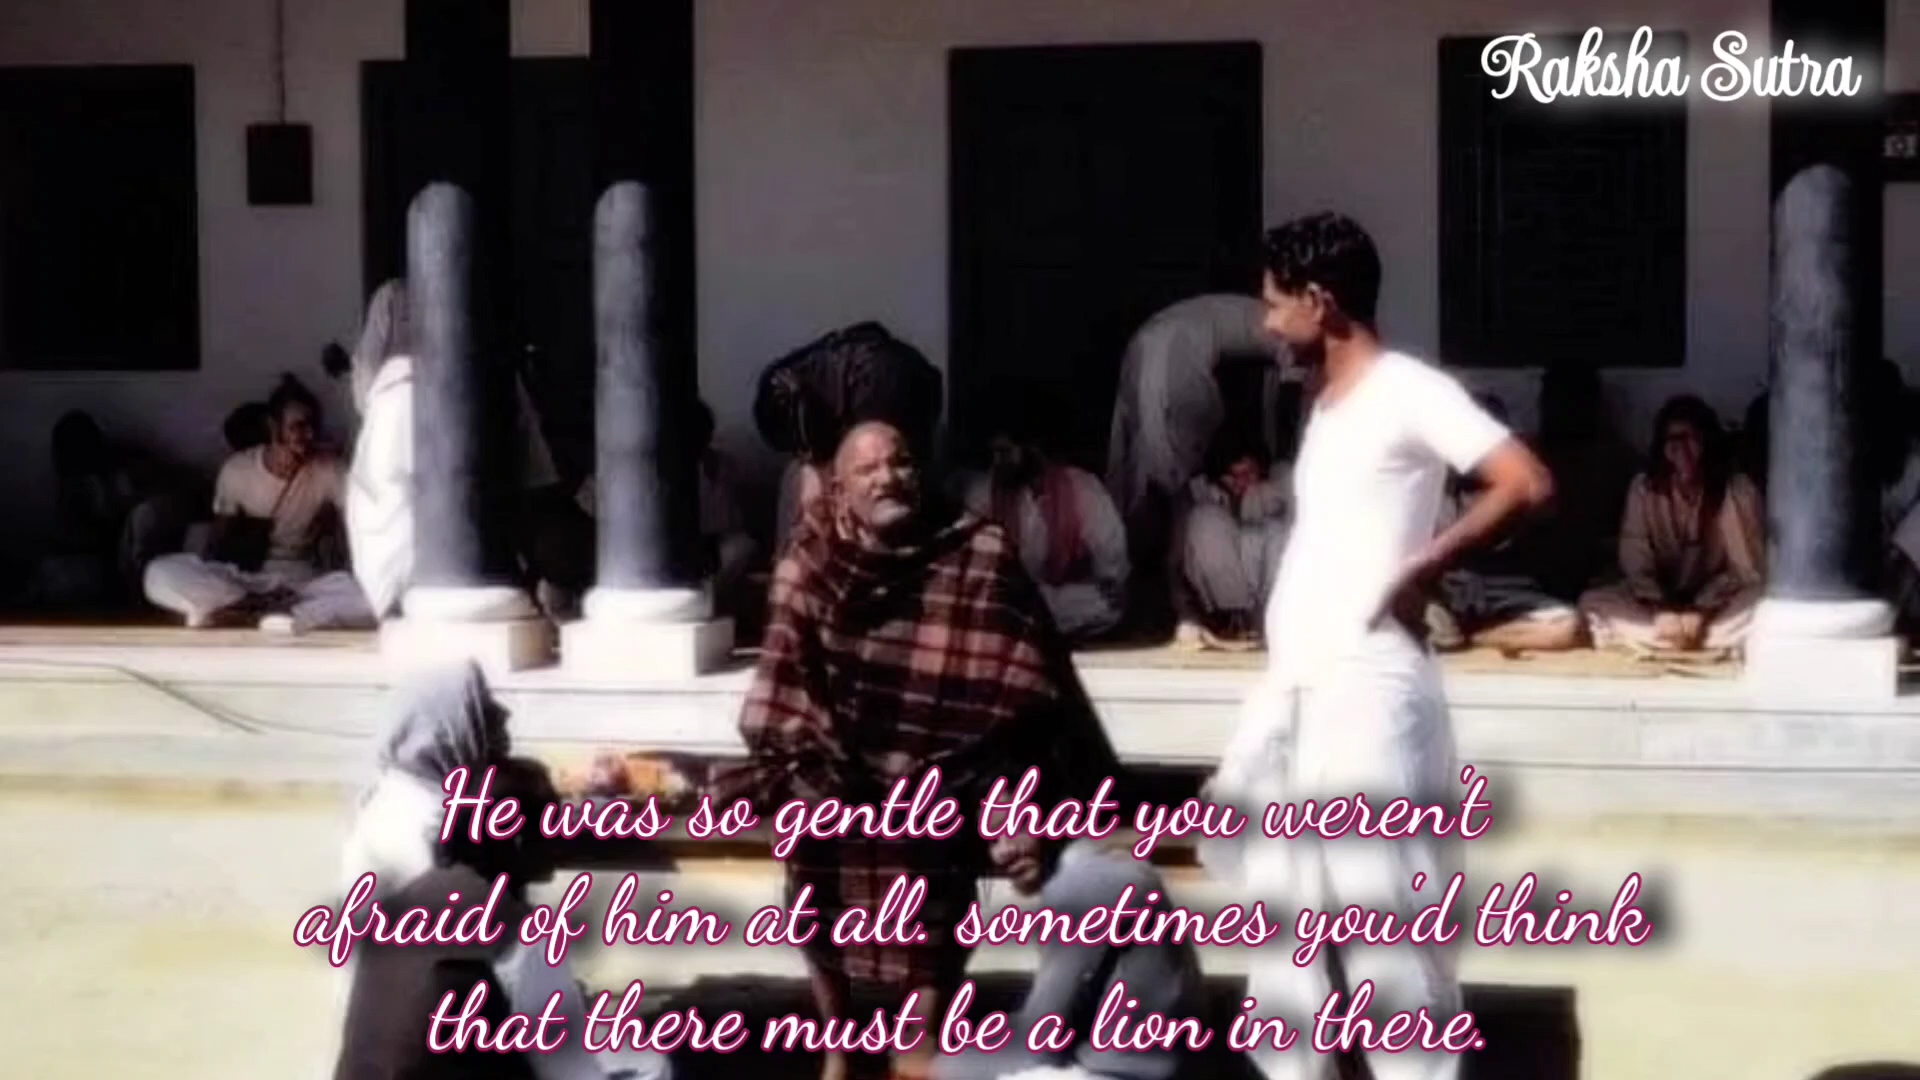 Raksha Sutra
He was so gentle that you weren't
afraid of him at all. sometimes you'd think
that there must be a lion in there.